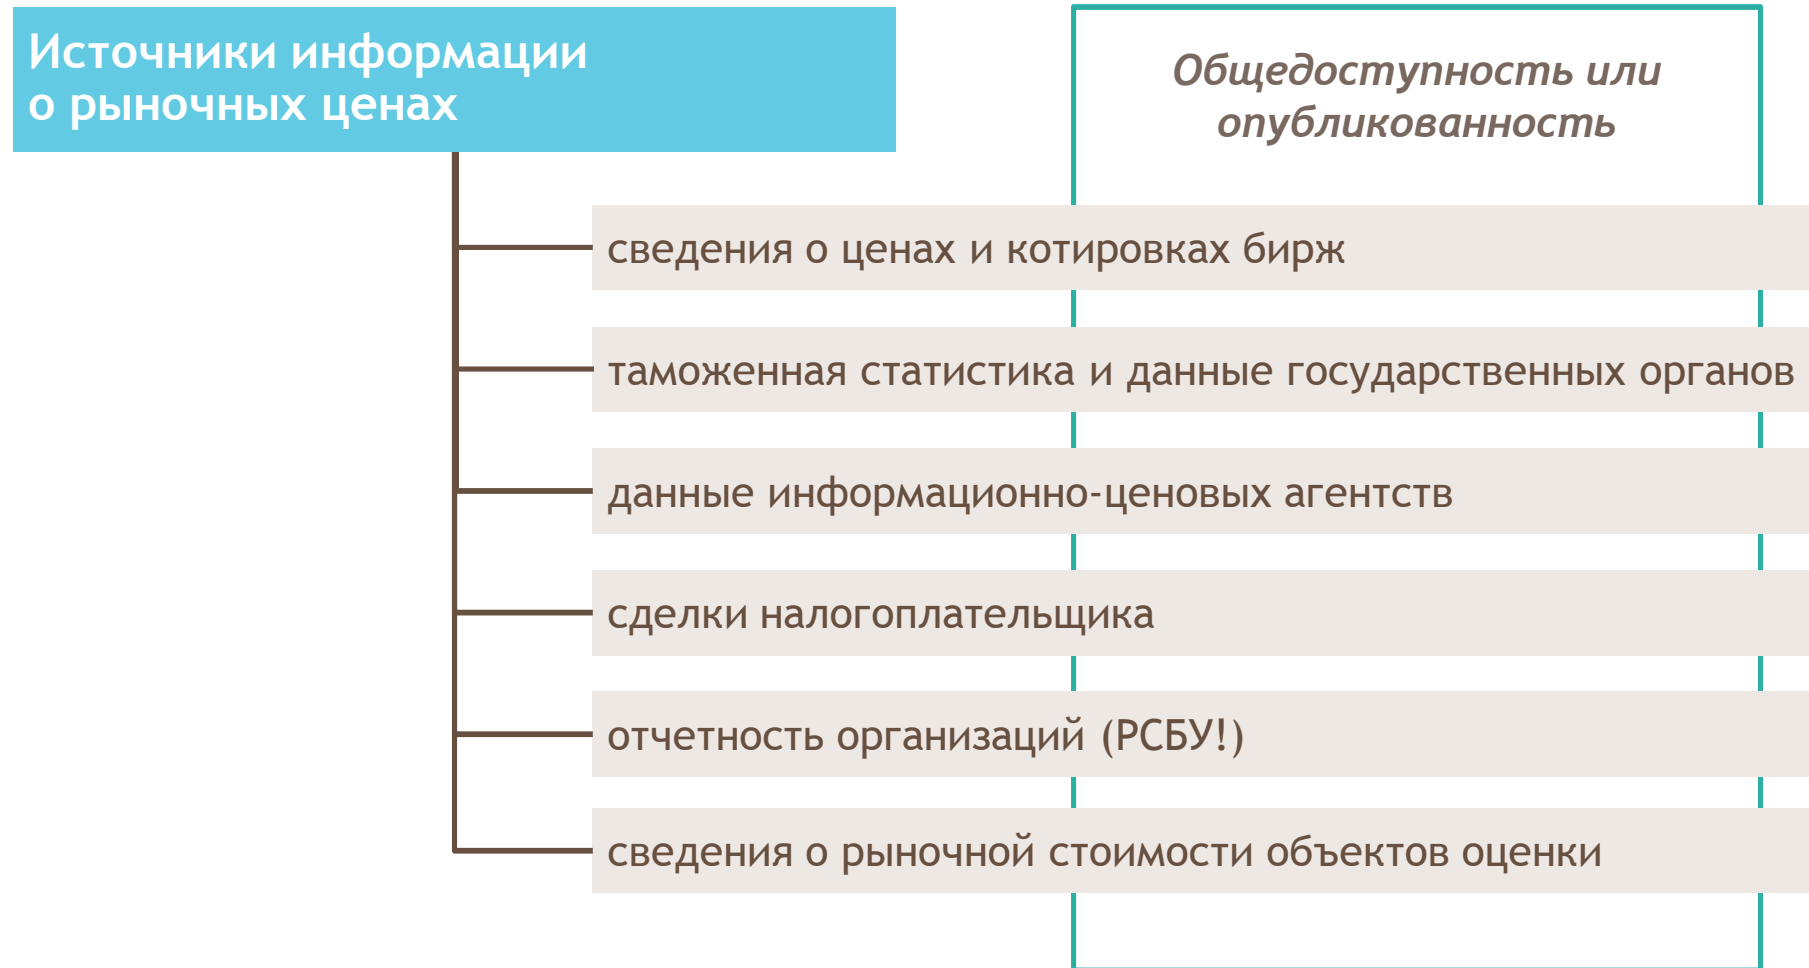 Источники информации
о рыночных ценах
Общедоступность или
опубликованность
сведения о ценах и котировках бирж
таможенная статистика и данные государственных органов
данные информационно-ценовых агентств
сделки налогоплательщика
отчетность организаций (РСБУ!)
сведения о рыночной стоимости объектов оценки